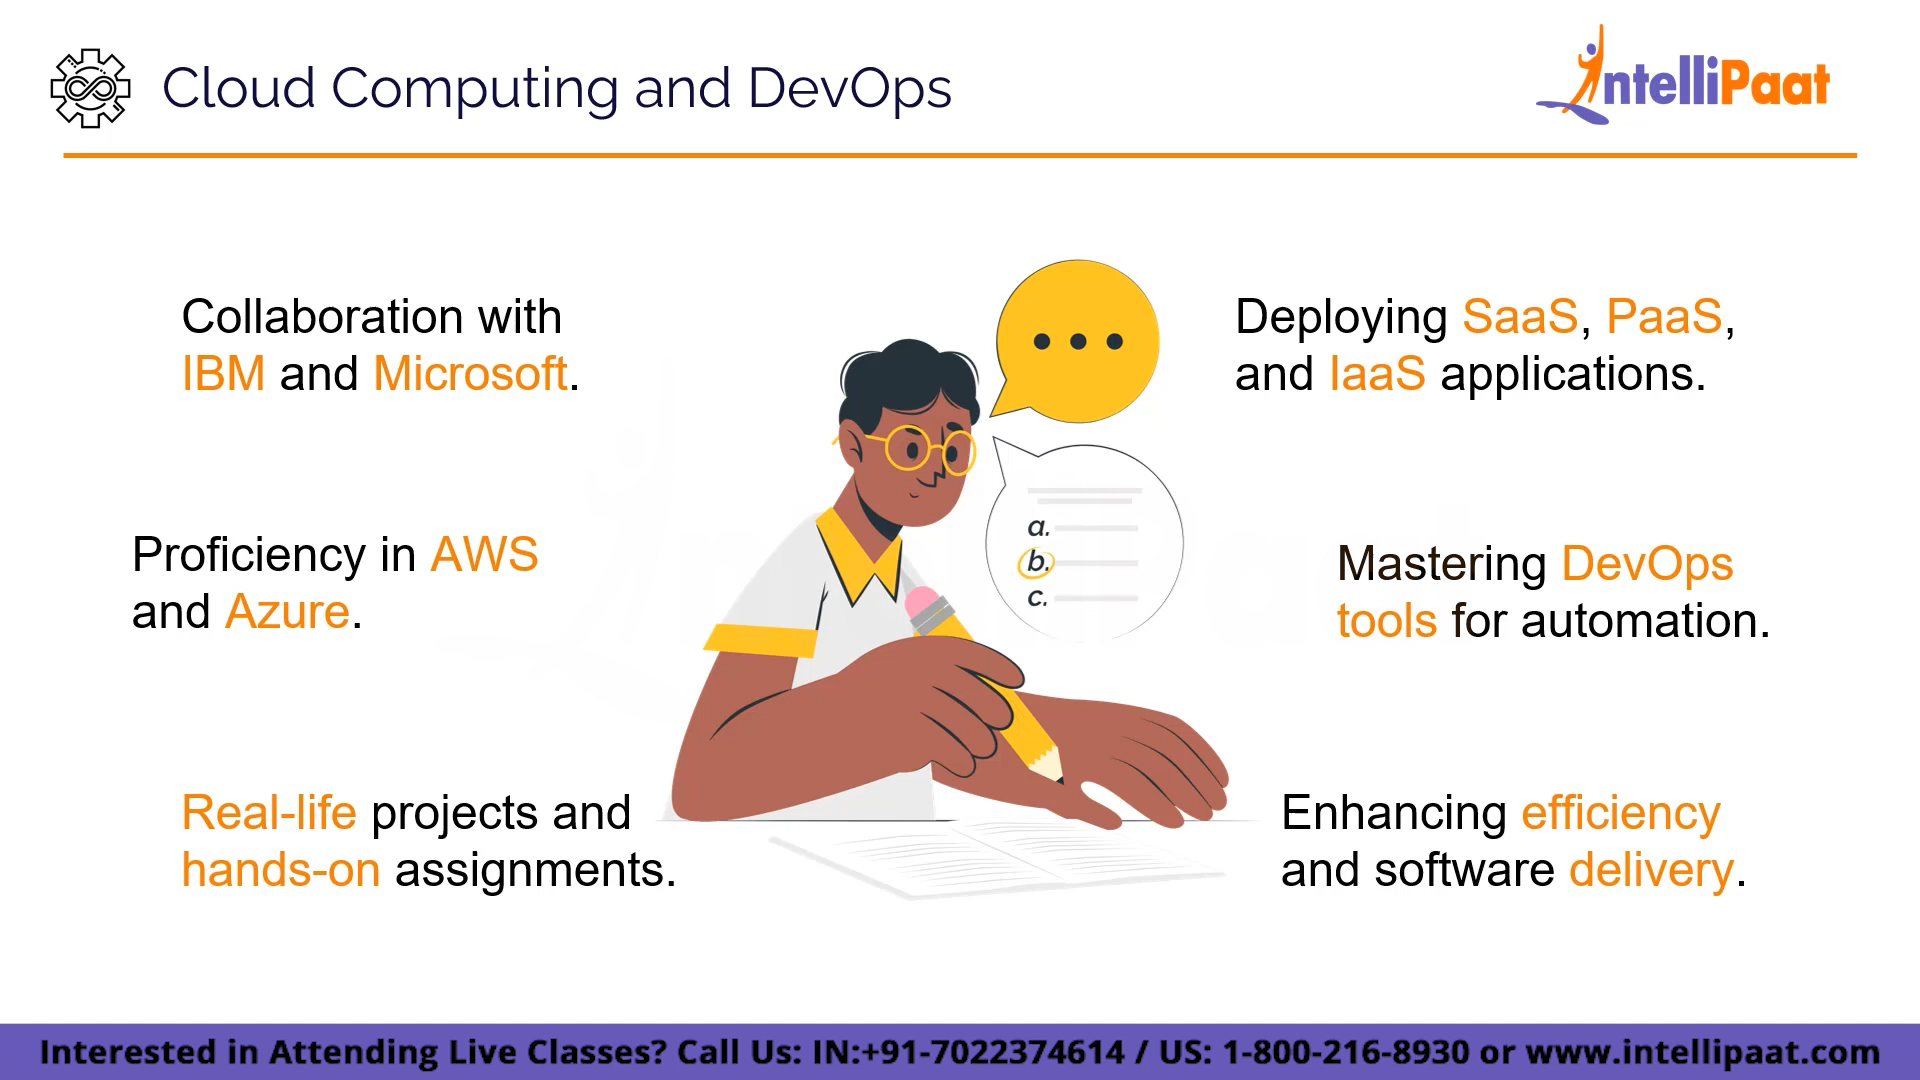 Cloud Computing and DevOps
IntelliPaat
Collaboration with
IBM and Microsoft.
Proficiency in AWS
and Azure.
Real-life projects and
hands-on assignments.
a.
b.
c.
Deploying SaaS, PaaS,
and IaaS applications.
Mastering DevOps
tools for automation.
Enhancing efficiency
and software delivery.
Interested in Attending Live Classes? Call Us: IN:+91-7022374614 / US: 1-800-216-8930 or www.intellipaat.com